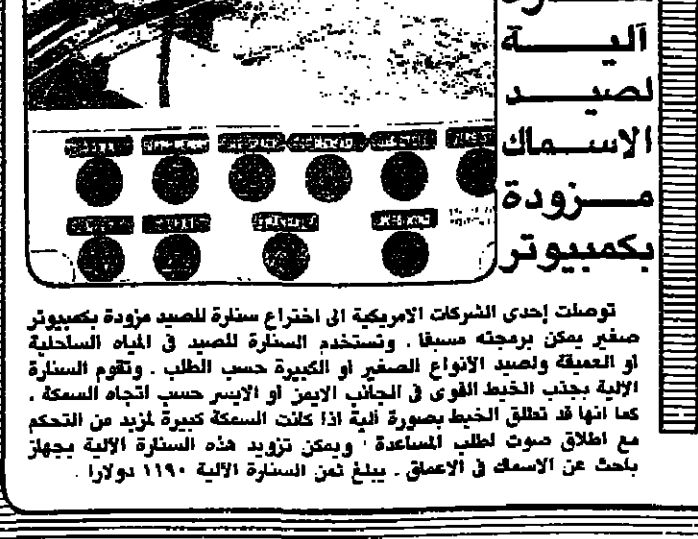 آلية
لصيد
الاسماك
مزودة
بكمبيوتر
توصلت إحدى الشركات الامريكية الى اختراع سنارة للصيد مزودة بكمبيوتر
صغير يمكن برمجته مسبقا . وتستخدم السنارة للصيد في المياه الساحلية
او العميقة ولصيد الانواع الصغير او الكبيرة حسب الطلب . وتقوم السنارة
الآلية بجذب الخيط القوى في الجانب الايمن او الايسر حسب اتجاه السمكة .
كما انها قد تطلق الخيط بصورة آلية اذا كانت السمكة كبيرة لمزيد من التحكم
مع اطلاق صوت لطلب المساعدة . ويمكن تزويد هذه السنارة الآلية بجهاز
باحث عن الاسماك في الاعماق . يبلغ ثمن السنارة الآلية ١١٩٠ دولارا .